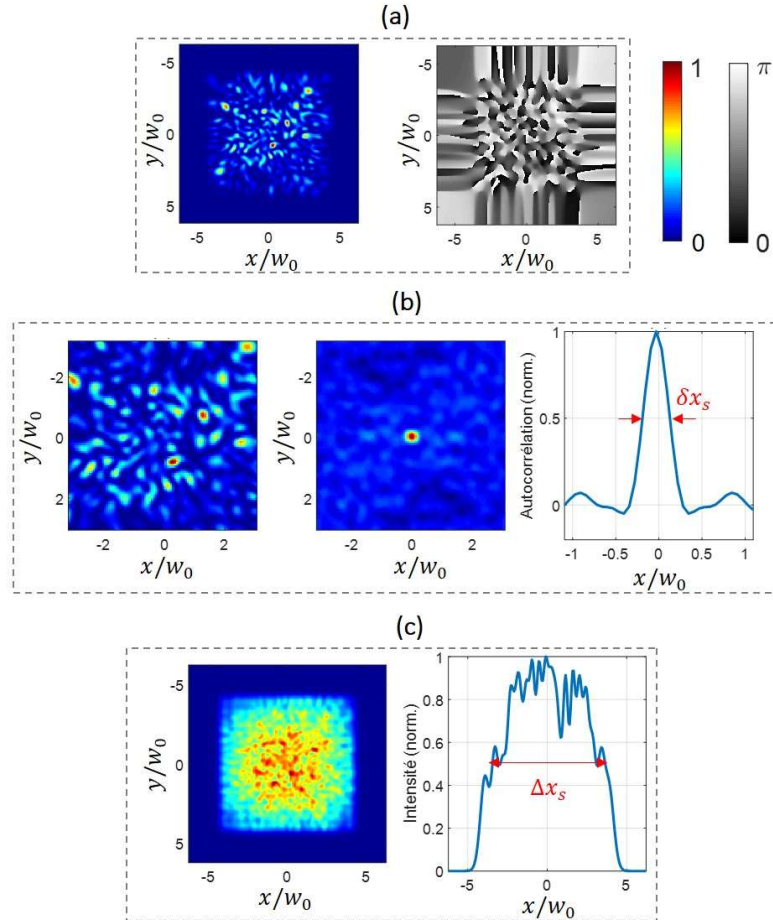 (a)
-5
0
5
y/w₀
-5 0 5
x/w₀
-5
0
5
y/w₀
-5 0 5
x/w₀
1
0
π
0
(b)
-2
0
2
y/w₀
-2 0 2
x/w₀
-2
0
2
y/w₀
-2 0 2
x/w₀
1
0.5
0
Autocorrélation (norm.)
δxₛ
-1 -0.5 0 0.5 1
x/w₀
(c)
-5
0
5
y/w₀
-5 0 5
x/w₀
1
0.8
0.6
0.4
0.2
0
Intensité (norm.)
Δxₛ
-5 0 5
x/w₀